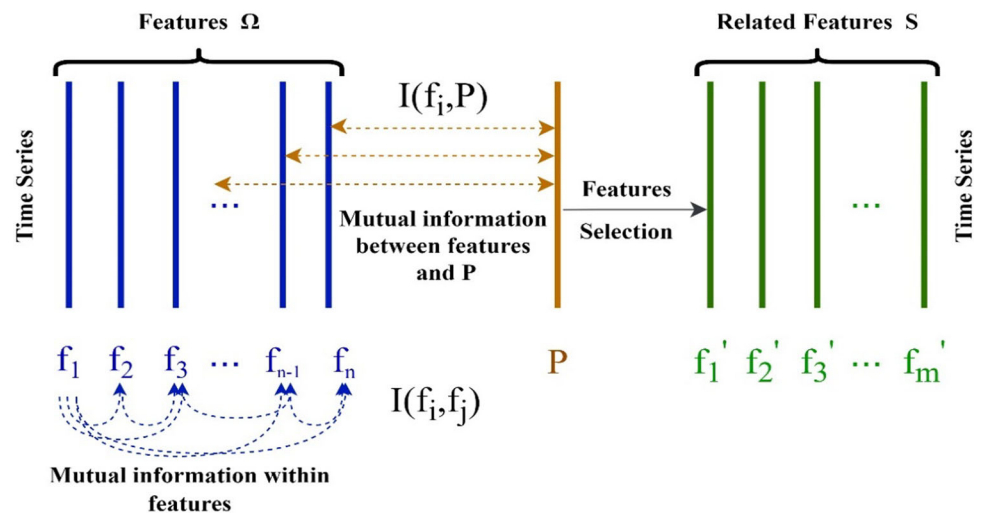 Features Ω
Related Features S
I(fᵢ,P)
Time Series
...
Mutual information
between features
and P
Features
Selection
...
Time Series
f₁ f₂ f₃ ... fₙ₋₁ fₙ
P
f₁' f₂' f₃' ... fₘ'
I(fᵢ,fⱼ)
Mutual information within
features